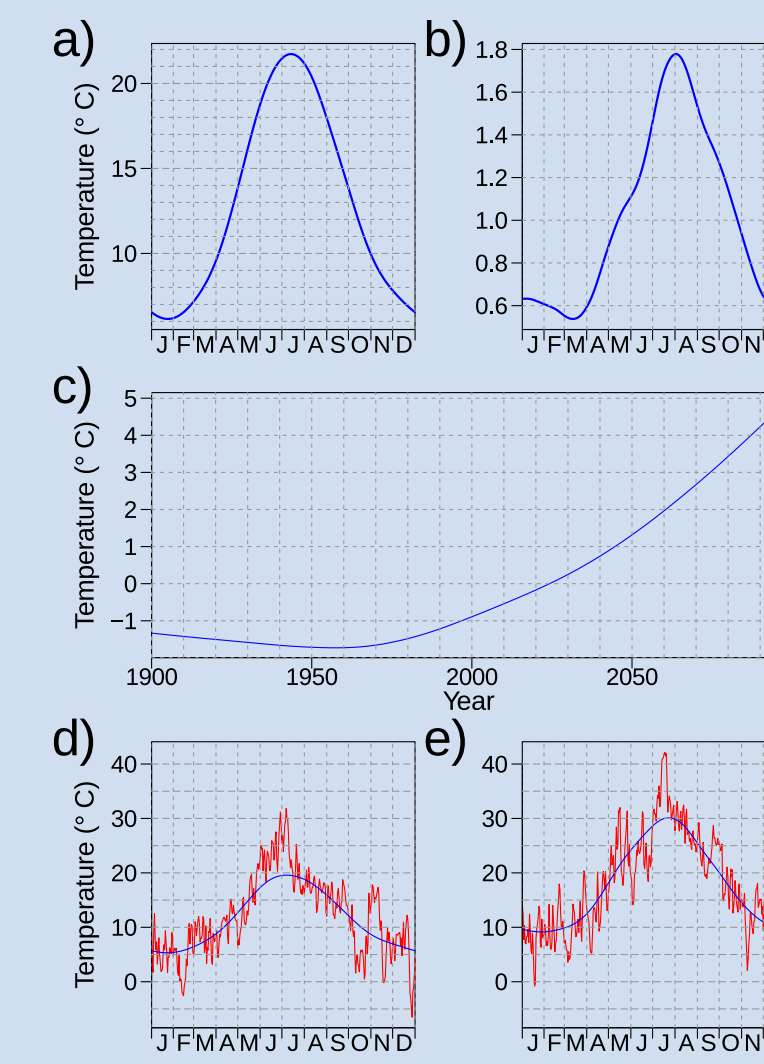 a)
Temperature (° C)
20
15
10
J F M A M J J A S O N D
b)
1.8
1.6
1.4
1.2
1.0
0.8
0.6
J F M A M J J A S O N
c)
Temperature (° C)
5
4
3
2
1
0
−1
1900 1950 2000 2050
Year
d)
Temperature (° C)
40
30
20
10
0
J F M A M J J A S O N D
e)
40
30
20
10
0
J F M A M J J A S O N